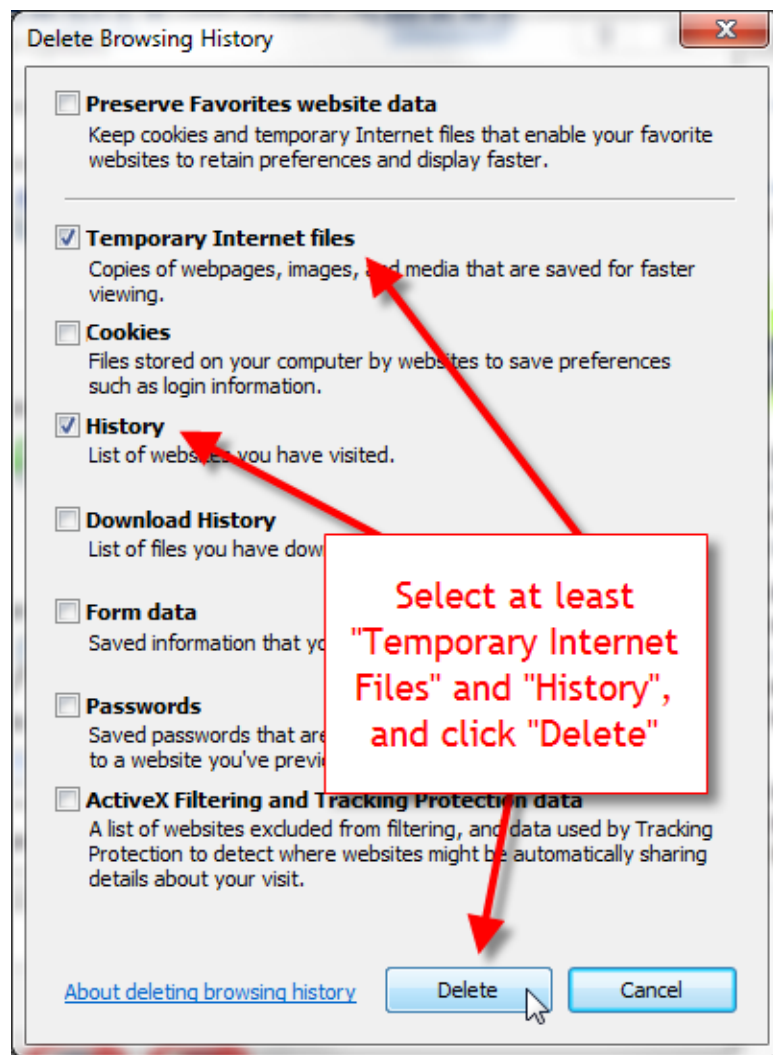 Delete Browsing History
Preserve Favorites website data
Keep cookies and temporary Internet files that enable your favorite
websites to retain preferences and display faster.
Temporary Internet files
Copies of webpages, images, and media that are saved for faster
viewing.
Cookies
Files stored on your computer by websites to save preferences
such as login information.
History
List of websites you have visited.
Download History
List of files you have dow
Form data
Saved information that yo
Passwords
Saved passwords that are
to a website you've previ
Select at least
"Temporary Internet
Files" and "History",
and click "Delete"
ActiveX Filtering and Tracking Protection data
A list of websites excluded from filtering, and data used by Tracking
Protection to detect where websites might be automatically sharing
details about your visit.
About deleting browsing history
Delete
Cancel